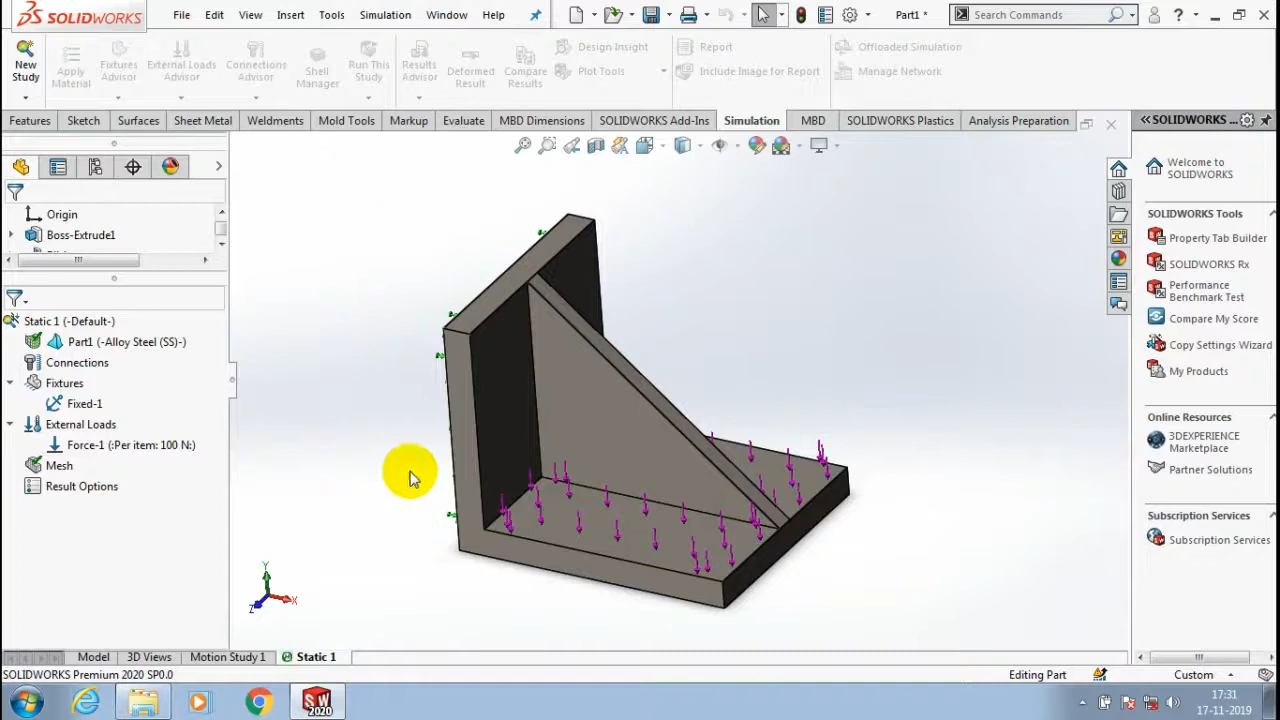 SOLIDWORKS File Edit View Insert Tools Simulation Window Help Part1 * Search Commands ?
New Study
Apply Material
Fixtures Advisor
External Loads Advisor
Connections Advisor
Shell Manager
Run This Study
Results Advisor
Deformed Result
Compare Results
Design Insight
Plot Tools
Report
Include Image for Report
Offloaded Simulation
Manage Network
Features Sketch Surfaces Sheet Metal Weldments Mold Tools Markup Evaluate MBD Dimensions SOLIDWORKS Add-Ins Simulation MBD SOLIDWORKS Plastics Analysis Preparation
Origin
Boss-Extrude1
Static 1 (-Default-)
Part1 (-Alloy Steel (SS)-)
Connections
Fixtures
Fixed-1
External Loads
Force-1 (:Per item: 100 N:)
Mesh
Result Options
Y
X
Z
SOLIDWORKS ...
Welcome to
SOLIDWORKS
SOLIDWORKS Tools
Property Tab Builder
SOLIDWORKS Rx
Performance
Benchmark Test
Compare My Score
Copy Settings Wizard
My Products
Online Resources
3DEXPERIENCE
Marketplace
Partner Solutions
Subscription Services
Subscription Services
Model 3D Views Motion Study 1 Static 1
SOLIDWORKS Premium 2020 SP0.0 Editing Part Custom
SW
2020
17:31
17-11-2019